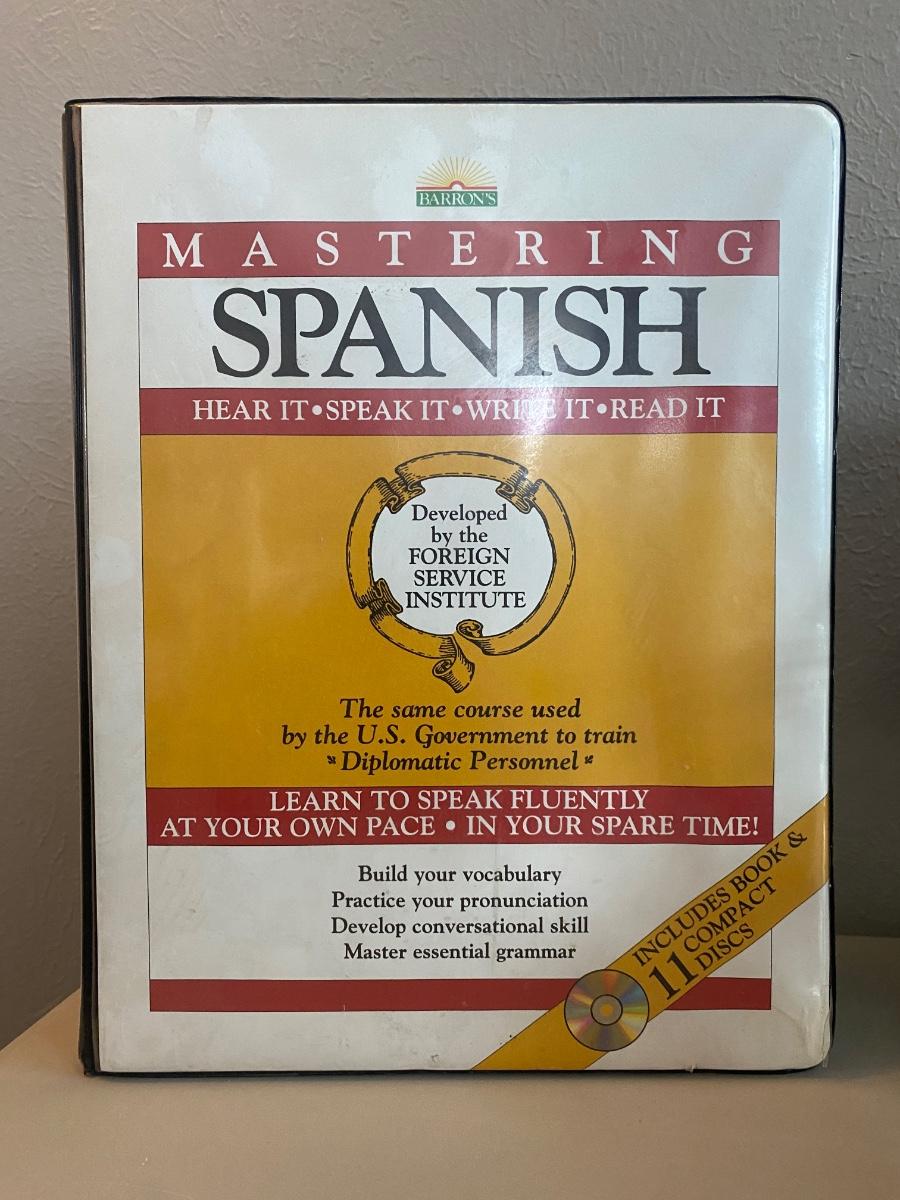 BARRON'S
MASTERING
SPANISH
HEAR IT•SPEAK IT•WRITE IT•READ IT
Developed
by the
FOREIGN
SERVICE
INSTITUTE
The same course used
by the U.S. Government to train
Diplomatic Personnel
LEARN TO SPEAK FLUENTLY
AT YOUR OWN PACE • IN YOUR SPARE TIME!
Build your vocabulary
Practice your pronunciation
Develop conversational skill
Master essential grammar
INCLUDES BOOK &
11 COMPACT
DISCS